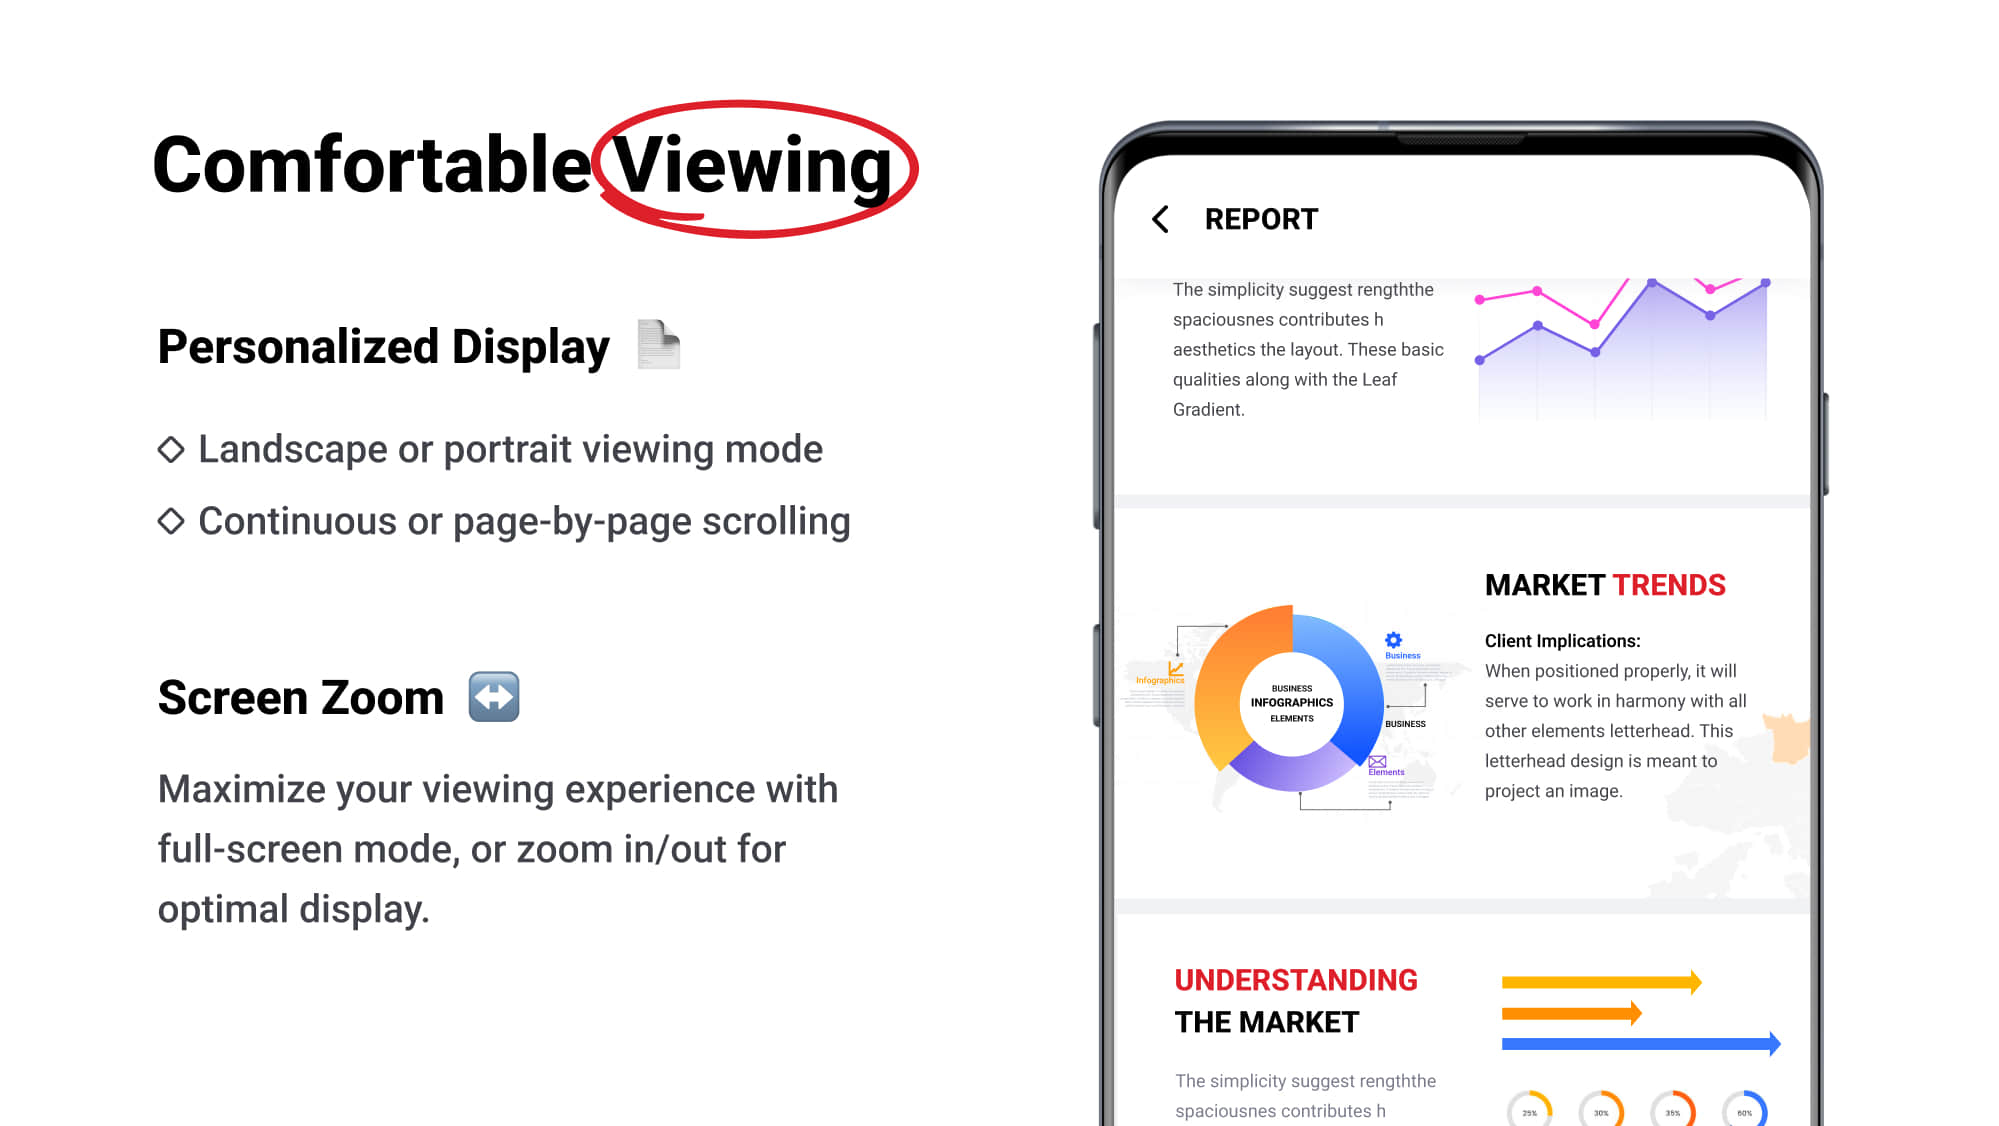 Comfortable Viewing
Personalized Display
Landscape or portrait viewing mode
Continuous or page-by-page scrolling
Screen Zoom
Maximize your viewing experience with
full-screen mode, or zoom in/out for
optimal display.
REPORT
The simplicity suggest rengththe
spaciousnes contributes h
aesthetics the layout. These basic
qualities along with the Leaf
Gradient.
Infographics
BUSINESS
INFOGRAPHICS
ELEMENTS
Business
BUSINESS
Elements
MARKET TRENDS
Client Implications:
When positioned properly, it will
serve to work in harmony with all
other elements letterhead. This
letterhead design is meant to
project an image.
UNDERSTANDING
THE MARKET
The simplicity suggest rengththe
spaciousnes contributes h
25% 30% 35% 60%